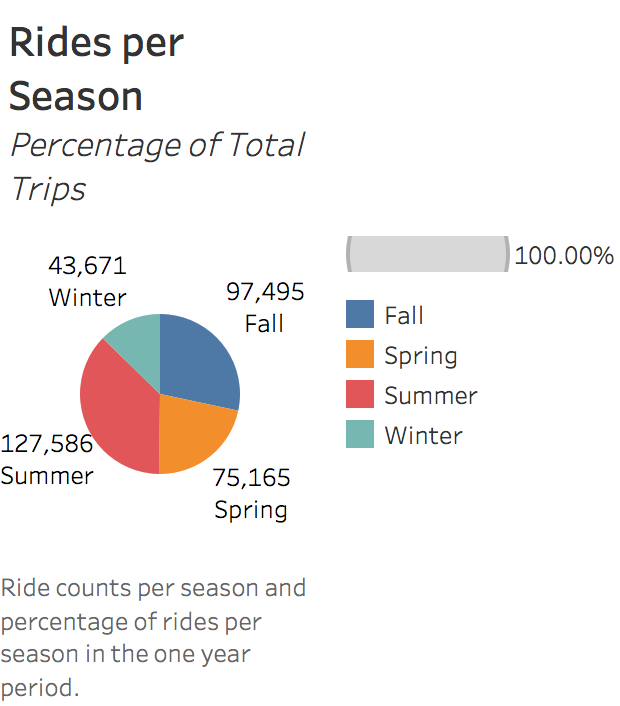 Rides per
Season
Percentage of Total
Trips
100.00%
43,671
Winter
97,495
Fall
127,586
Summer
75,165
Spring
Fall
Spring
Summer
Winter
Ride counts per season and
percentage of rides per
season in the one year
period.